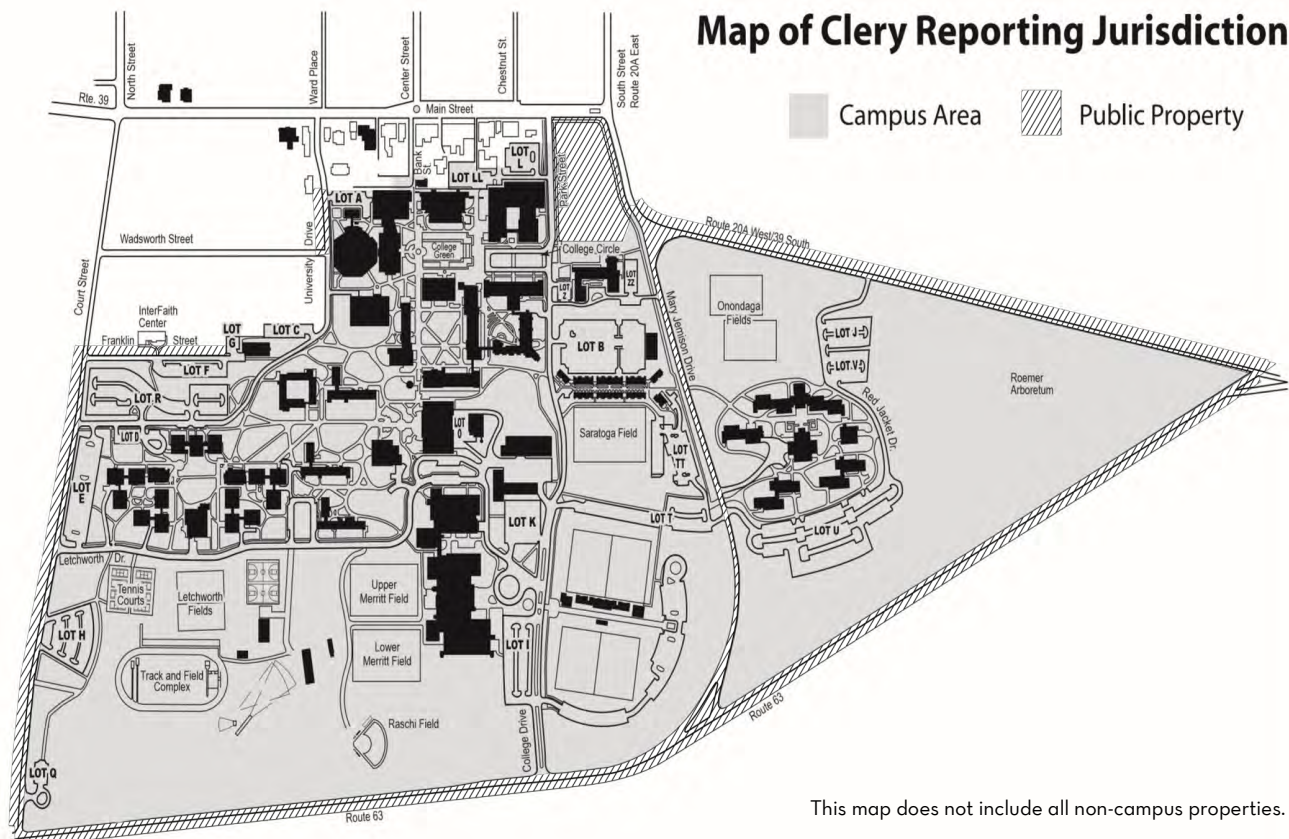 Map of Clery Reporting Jurisdiction
Campus Area
Public Property
North Street
Ward Place
Center Street
Chestnut St.
South Street
Route 20A East
Rte. 39
Main Street
Bank
St.
LOT
L
LOT LL
Park Street
LOT A
Route 20A West/39 South
Wadsworth Street
Drive
University
College
Green
College Circle
Court Street
LOT
Z
LOT
ZZ
Mary Jemison Drive
Onondaga
Fields
InterFaith
Center
Franklin
Street
LOT
G
LOT C
LOT B
LOT J
LOT V
LOT F
Roemer
Arboretum
LOT R
Red Jacket Dr.
LOT D
LOT
O
Saratoga Field
LOT
TT
LOT
E
LOT K
LOT T
LOT U
Letchworth
Dr.
Tennis
Courts
Letchworth
Fields
Upper
Merritt Field
LOT H
Lower
Merritt Field
LOT I
Track and Field
Complex
Raschi Field
College Drive
Route 63
LOT Q
Route 63
This map does not include all non-campus properties.